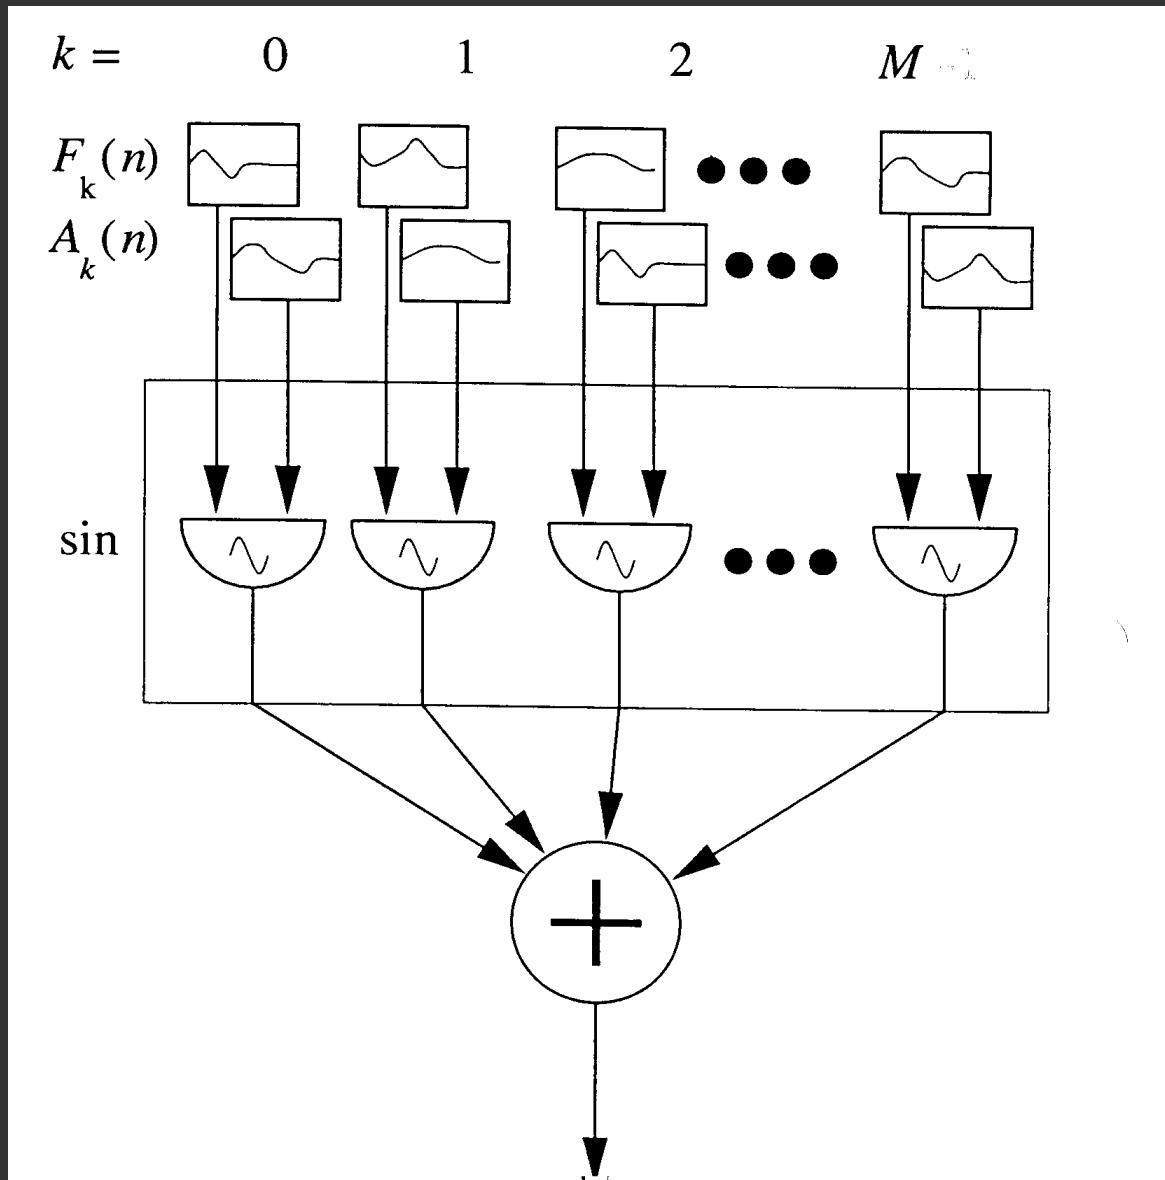 k = 0 1 2 M
F_k(n)
A_k(n)
sin
+